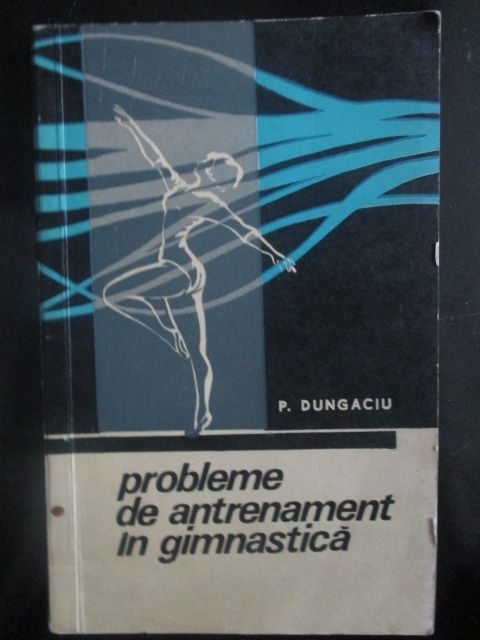 P. DUNGACIU
probleme
de antrenament
în gimnastică